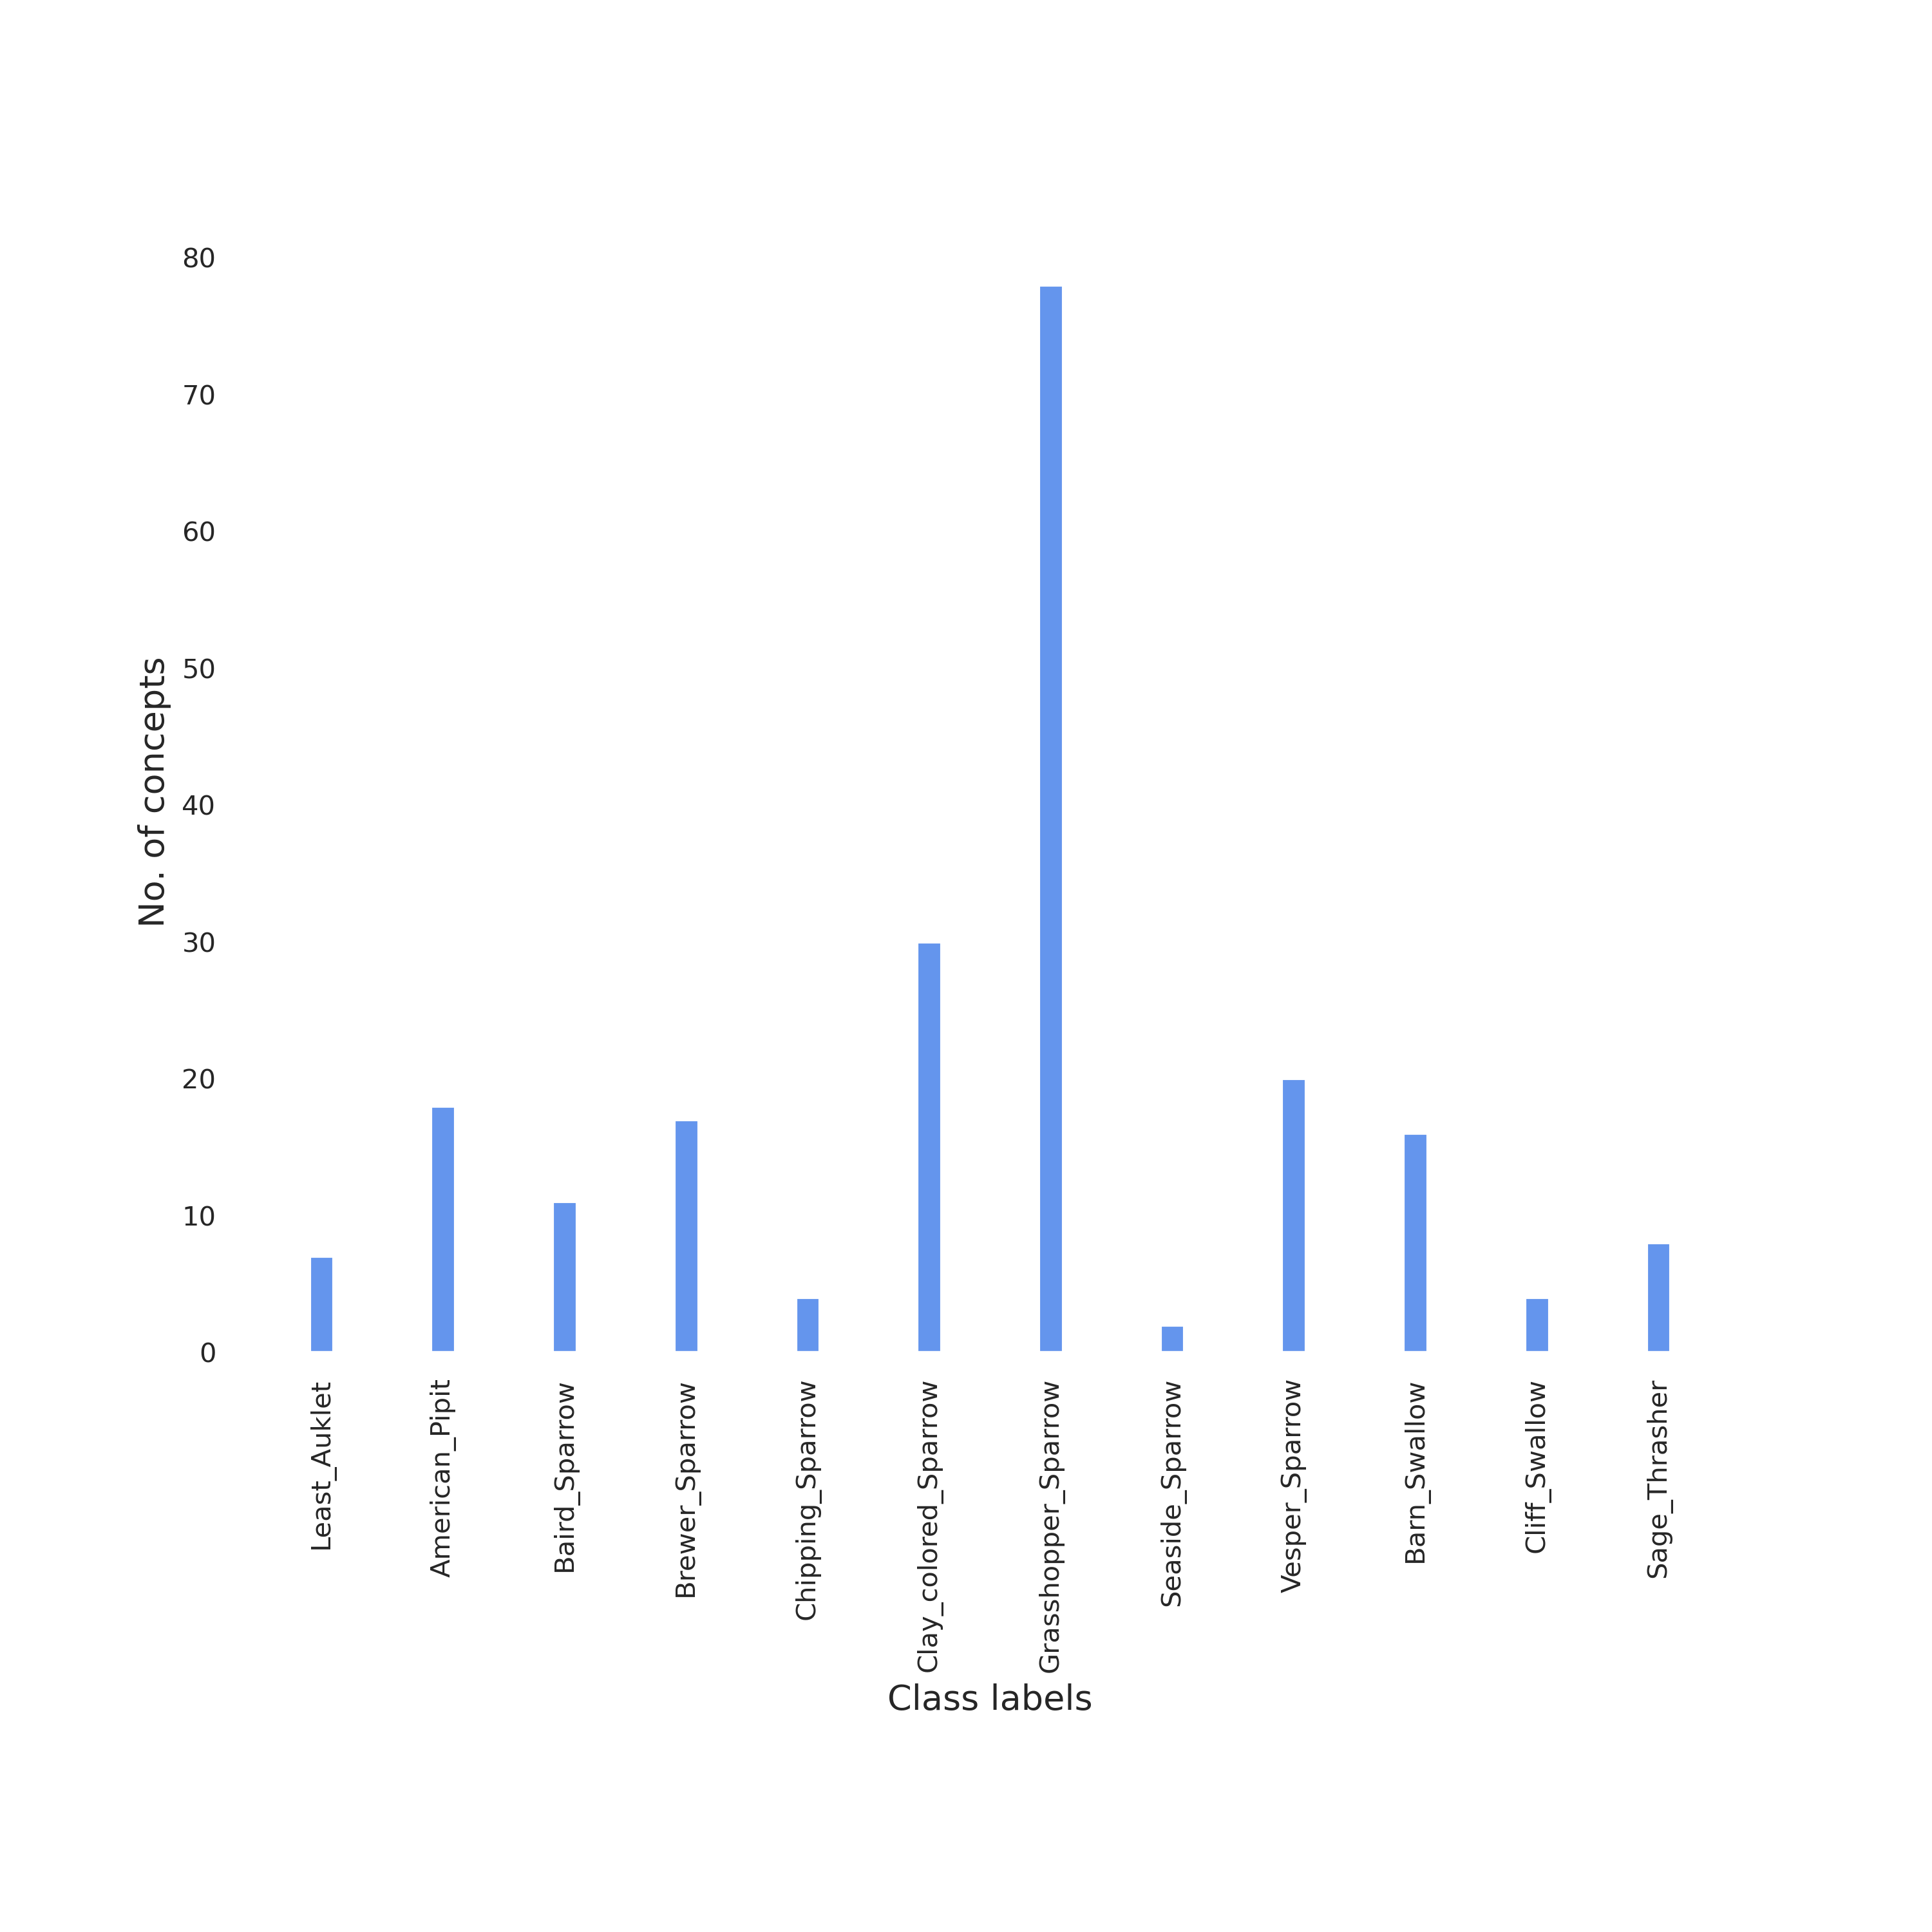 80
70
60
50
40
30
20
10
0
No. of concepts
Least_Auklet
American_Pipit
Baird_Sparrow
Brewer_Sparrow
Chipping_Sparrow
Clay_colored_Sparrow
Grasshopper_Sparrow
Seaside_Sparrow
Vesper_Sparrow
Barn_Swallow
Cliff_Swallow
Sage_Thrasher
Class labels